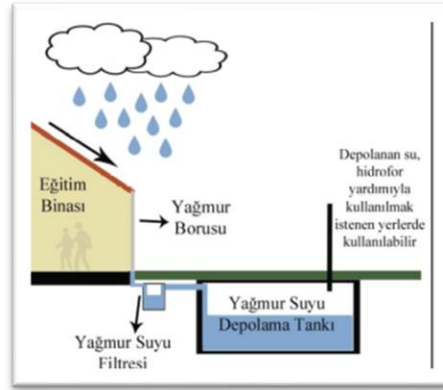 Eğitim
Binası
Yağmur
Borusu
Depolanan su,
hidrofor
yardımıyla
kullanılmak
istenen yerlerde
kullanılabilir
Yağmur Suyu
Filtresi
Yağmur Suyu
Depolama Tankı